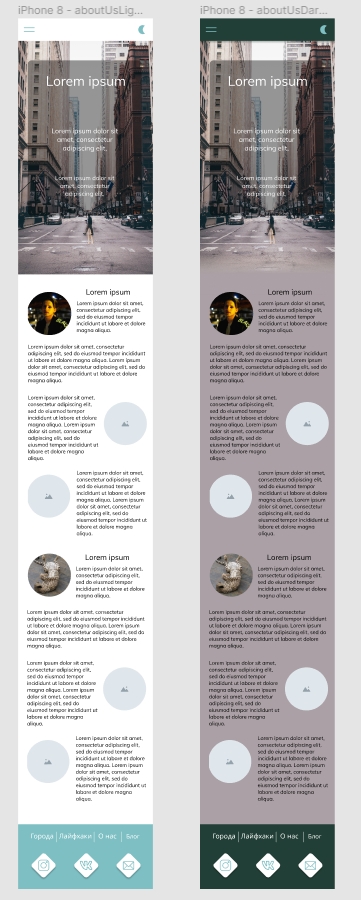 iPhone 8 - aboutUsLig...
Lorem ipsum
Lorem ipsum dolor sit
amet, consectetur
adipiscing elit.
Lorem ipsum dolor sit
amet, consectetur
adipiscing elit.
Lorem ipsum
Lorem ipsum dolor sit amet,
consectetur adipiscing elit,
sed do eiusmod tempor
incididunt ut labore et dolore
magna aliqua.
Lorem ipsum dolor sit amet, consectetur
adipiscing elit, sed do eiusmod tempor incididunt
ut labore et dolore magna aliqua. Lorem ipsum
dolor sit amet, consectetur adipiscing elit, sed do
eiusmod tempor incididunt ut labore et dolore
magna aliqua.
Lorem ipsum dolor sit amet,
consectetur adipiscing elit,
sed do eiusmod tempor
incididunt ut labore et dolore
magna aliqua. Lorem ipsum
dolor sit amet, consectetur
adipiscing elit, sed do
eiusmod tempor incididunt
ut labore et dolore magna
aliqua.
Lorem ipsum dolor sit amet,
consectetur adipiscing elit,
sed do eiusmod tempor
incididunt ut labore et dolore
magna aliqua. Lorem ipsum
dolor sit amet, consectetur
adipiscing elit, sed do
eiusmod tempor incididunt ut
labore et dolore magna
aliqua.
Lorem ipsum
Lorem ipsum dolor sit amet,
consectetur adipiscing elit,
sed do eiusmod tempor
incididunt ut labore et dolore
magna aliqua.
Lorem ipsum dolor sit amet, consectetur
adipiscing elit, sed do eiusmod tempor incididunt
ut labore et dolore magna aliqua. Lorem ipsum
dolor sit amet, consectetur adipiscing elit, sed do
eiusmod tempor incididunt ut labore et dolore
magna aliqua.
Lorem ipsum dolor sit amet,
consectetur adipiscing elit,
sed do eiusmod tempor
incididunt ut labore et dolore
magna aliqua. Lorem ipsum
dolor sit amet, consectetur
adipiscing elit, sed do
eiusmod tempor incididunt ut
labore et dolore magna
aliqua.
Lorem ipsum dolor sit amet,
consectetur adipiscing elit,
sed do eiusmod tempor
incididunt ut labore et dolore
magna aliqua. Lorem ipsum
dolor sit amet, consectetur
adipiscing elit, sed do
eiusmod tempor incididunt ut
labore et dolore magna
aliqua.
Города | Лайфхаки | О нас | Блог
iPhone 8 - aboutUsDar...
Lorem ipsum
Lorem ipsum dolor sit
amet, consectetur
adipiscing elit.
Lorem ipsum dolor sit
amet, consectetur
adipiscing elit.
Lorem ipsum
Lorem ipsum dolor sit amet,
consectetur adipiscing elit,
sed do eiusmod tempor
incididunt ut labore et dolore
magna aliqua.
Lorem ipsum dolor sit amet, consectetur
adipiscing elit, sed do eiusmod tempor incididunt
ut labore et dolore magna aliqua. Lorem ipsum
dolor sit amet, consectetur adipiscing elit, sed do
eiusmod tempor incididunt ut labore et dolore
magna aliqua.
Lorem ipsum dolor sit amet,
consectetur adipiscing elit,
sed do eiusmod tempor
incididunt ut labore et dolore
magna aliqua. Lorem ipsum
dolor sit amet, consectetur
adipiscing elit, sed do
eiusmod tempor incididunt
ut labore et dolore magna
aliqua.
Lorem ipsum dolor sit amet,
consectetur adipiscing elit,
sed do eiusmod tempor
incididunt ut labore et dolore
magna aliqua. Lorem ipsum
dolor sit amet, consectetur
adipiscing elit, sed do
eiusmod tempor incididunt ut
labore et dolore magna
aliqua.
Lorem ipsum
Lorem ipsum dolor sit amet,
consectetur adipiscing elit,
sed do eiusmod tempor
incididunt ut labore et dolore
magna aliqua.
Lorem ipsum dolor sit amet, consectetur
adipiscing elit, sed do eiusmod tempor incididunt
ut labore et dolore magna aliqua. Lorem ipsum
dolor sit amet, consectetur adipiscing elit, sed do
eiusmod tempor incididunt ut labore et dolore
magna aliqua.
Lorem ipsum dolor sit amet,
consectetur adipiscing elit,
sed do eiusmod tempor
incididunt ut labore et dolore
magna aliqua. Lorem ipsum
dolor sit amet, consectetur
adipiscing elit, sed do
eiusmod tempor incididunt ut
labore et dolore magna
aliqua.
Lorem ipsum dolor sit amet,
consectetur adipiscing elit,
sed do eiusmod tempor
incididunt ut labore et dolore
magna aliqua. Lorem ipsum
dolor sit amet, consectetur
adipiscing elit, sed do
eiusmod tempor incididunt ut
labore et dolore magna
aliqua.
Города | Лайфхаки | О нас | Блог